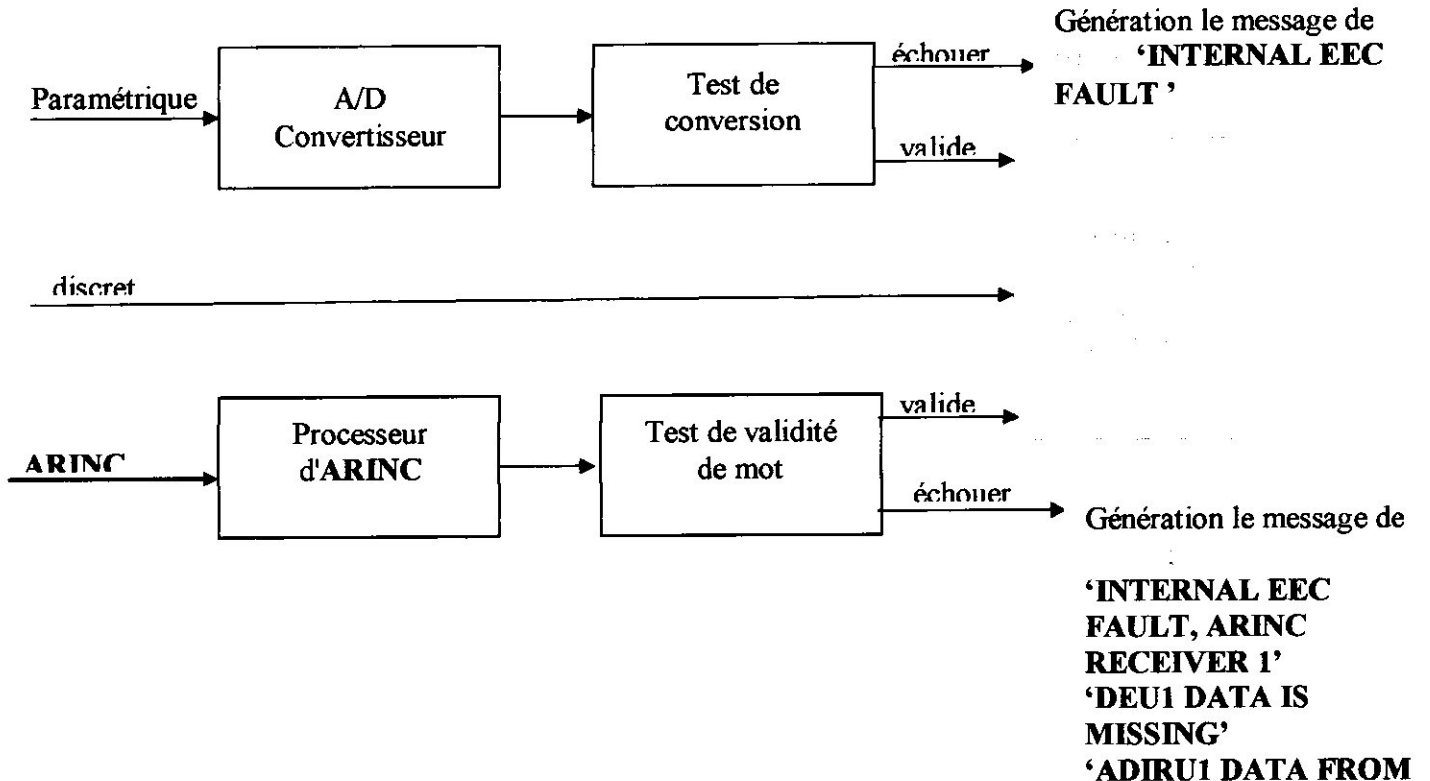 Génération le message de
‘INTERNAL EEC
FAULT ’
échouer
Paramétrique
A/D
Convertisseur
Test de
conversion
valide
discret
valide
Processeur
d'ARINC
Test de validité
de mot
ARINC
échouer
Génération le message de
‘INTERNAL EEC
FAULT, ARINC
RECEIVER 1’
‘DEU1 DATA IS
MISSING’
‘ADIRU1 DATA FROM